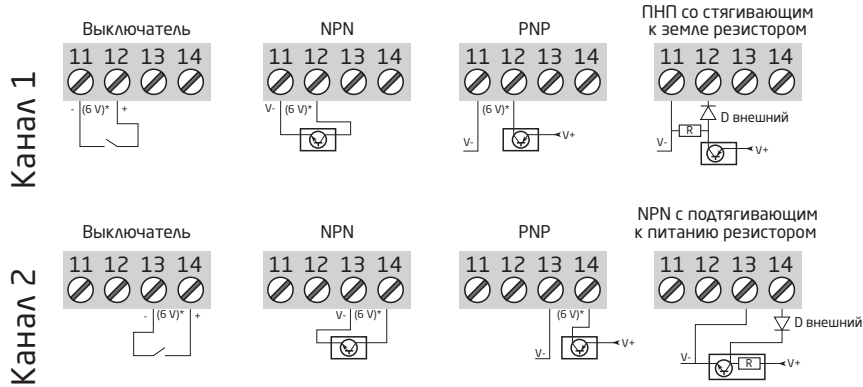 Канал 1
Выключатель
11 12 13 14
- (6 V)* +
NPN
11 12 13 14
V- (6 V)*
PNP
11 12 13 14
(6 V)*
V-
V+
ПНП со стягивающим
к земле резистором
11 12 13 14
D внешний
R
V-
V+
Канал 2
Выключатель
11 12 13 14
- (6 V)* +
NPN
11 12 13 14
V- (6 V)*
PNP
11 12 13 14
(6 V)*
V-
V+
NPN с подтягивающим
к питанию резистором
11 12 13 14
D внешний
V-
R
V+